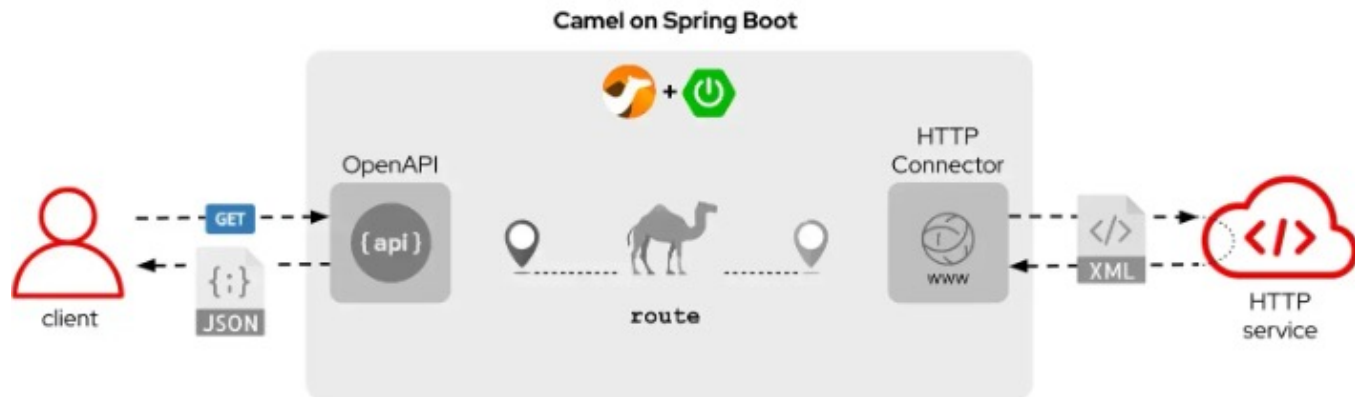 Camel on Spring Boot
+
OpenAPI
HTTP
Connector
GET
{api}
</>
</>
{;}
www
XML
client
JSON
route
HTTP
service